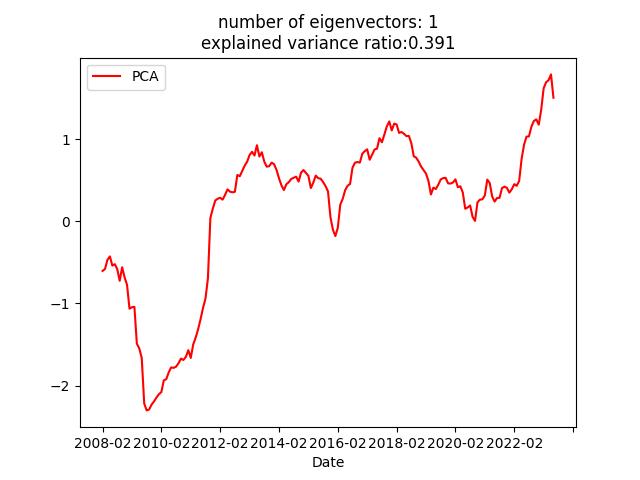 number of eigenvectors: 1
explained variance ratio:0.391
PCA
1
0
−1
−2
2008-02 2010-02 2012-02 2014-02 2016-02 2018-02 2020-02 2022-02
Date